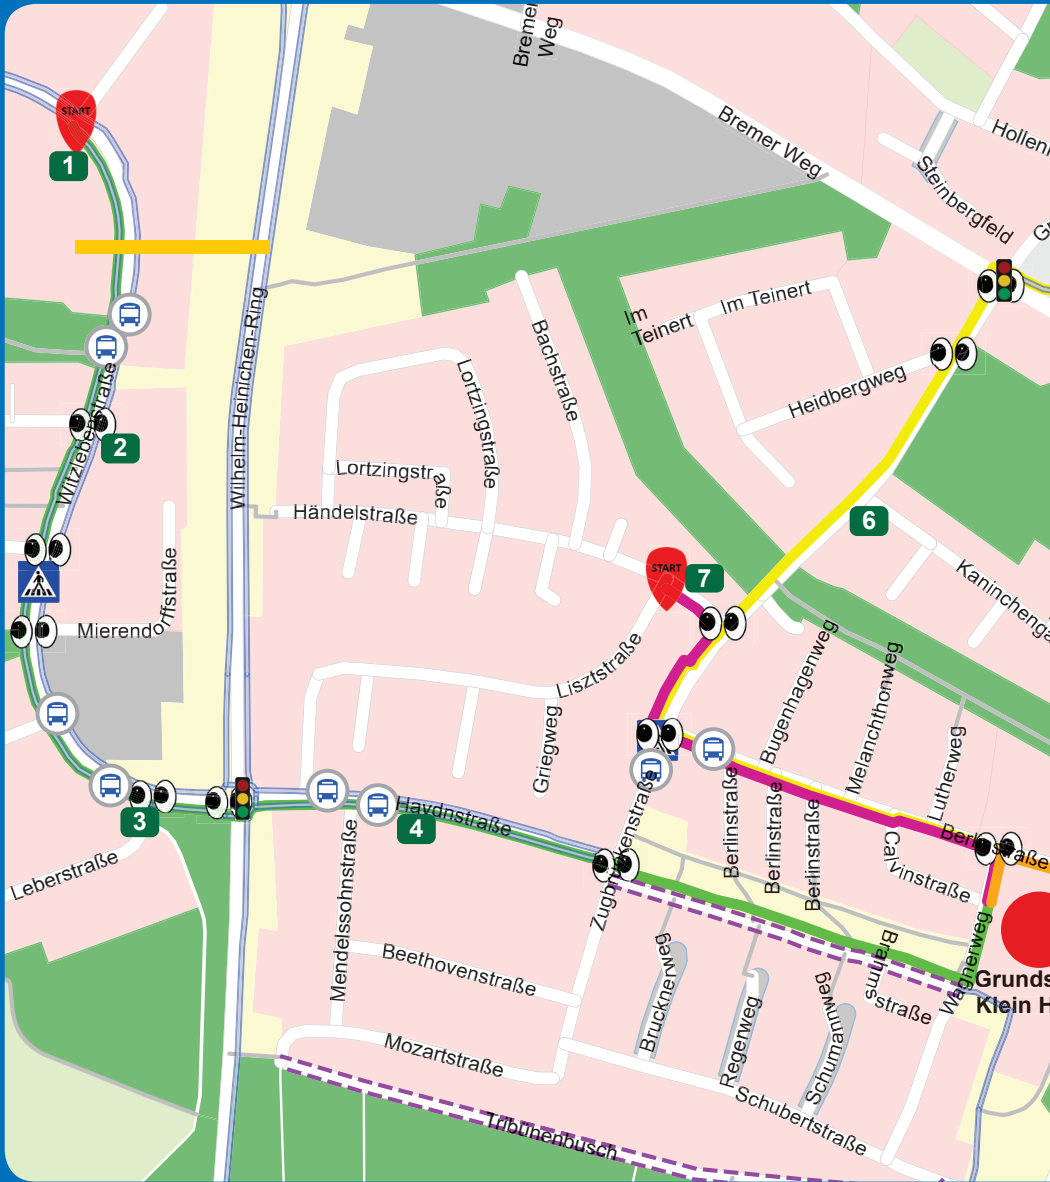 Bremer
Weg
START
1
Bremer Weg
Steinbergfeld
Wilhelm-Heinichen-Ring
Im Teinert
Im
Teinert
Bachstraße
Lortzingstraße
Heidbergweg
Witzlebenstraße
2
Lortzingstraße
Händelstraße
6
Kaninchenga
START
7
Mierendorffstraße
Lisztstraße
Bugenhagenweg
Melanchthonweg
Griegweg
Lutherweg
3
Haydnstraße
4
Zugbrückenstraße
Berlinstraße
Berlinstraße
Berlinstraße
Calvinstraße
Leberstraße
Mendelssohnstraße
Beethovenstraße
Brucknerweg
Regerweg
Schumannweg
Brahmsstraße
Wagnerweg
Grunds
Klein H
Mozartstraße
Schubertstraße
Tribünenbusch